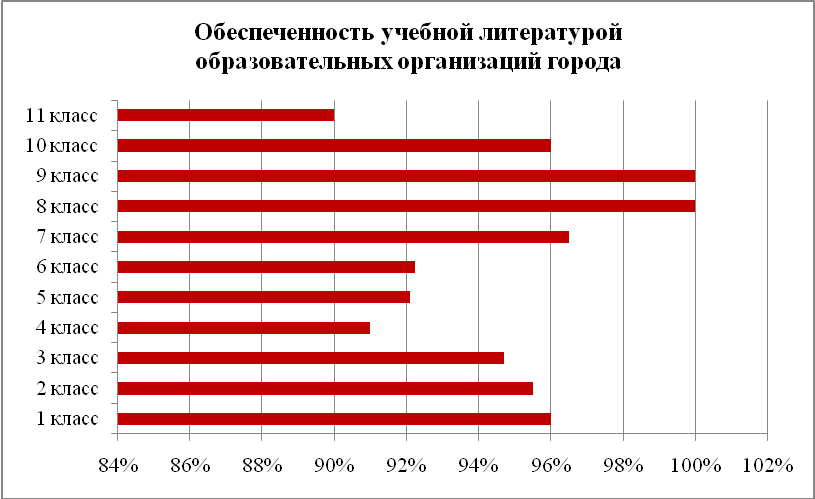 Обеспеченность учебной литературой
образовательных организаций города
11 класс
10 класс
9 класс
8 класс
7 класс
6 класс
5 класс
4 класс
3 класс
2 класс
1 класс
84% 86% 88% 90% 92% 94% 96% 98% 100% 102%